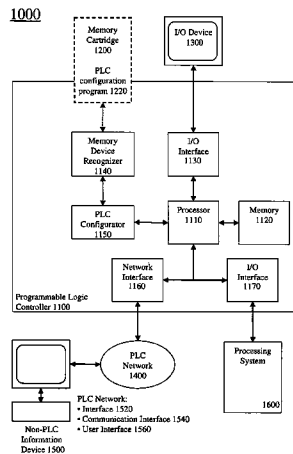 1000
Memory
Cartridge
1200
PLC
configuration
program 1220
I/O Device
1300
Memory
Device
Recognizer
1140
I/O
Interface
1130
PLC
Configurator
1150
Processor
1110
Memory
1120
Network
Interface
1160
I/O
Interface
1170
Programmable Logic
Controller 1100
PLC
Network
1400
Processing
System
1600
PLC Network:
• Interface 1520
• Communication Interface 1540
• User Interface 1560
Non-PLC
Information
Device 1500